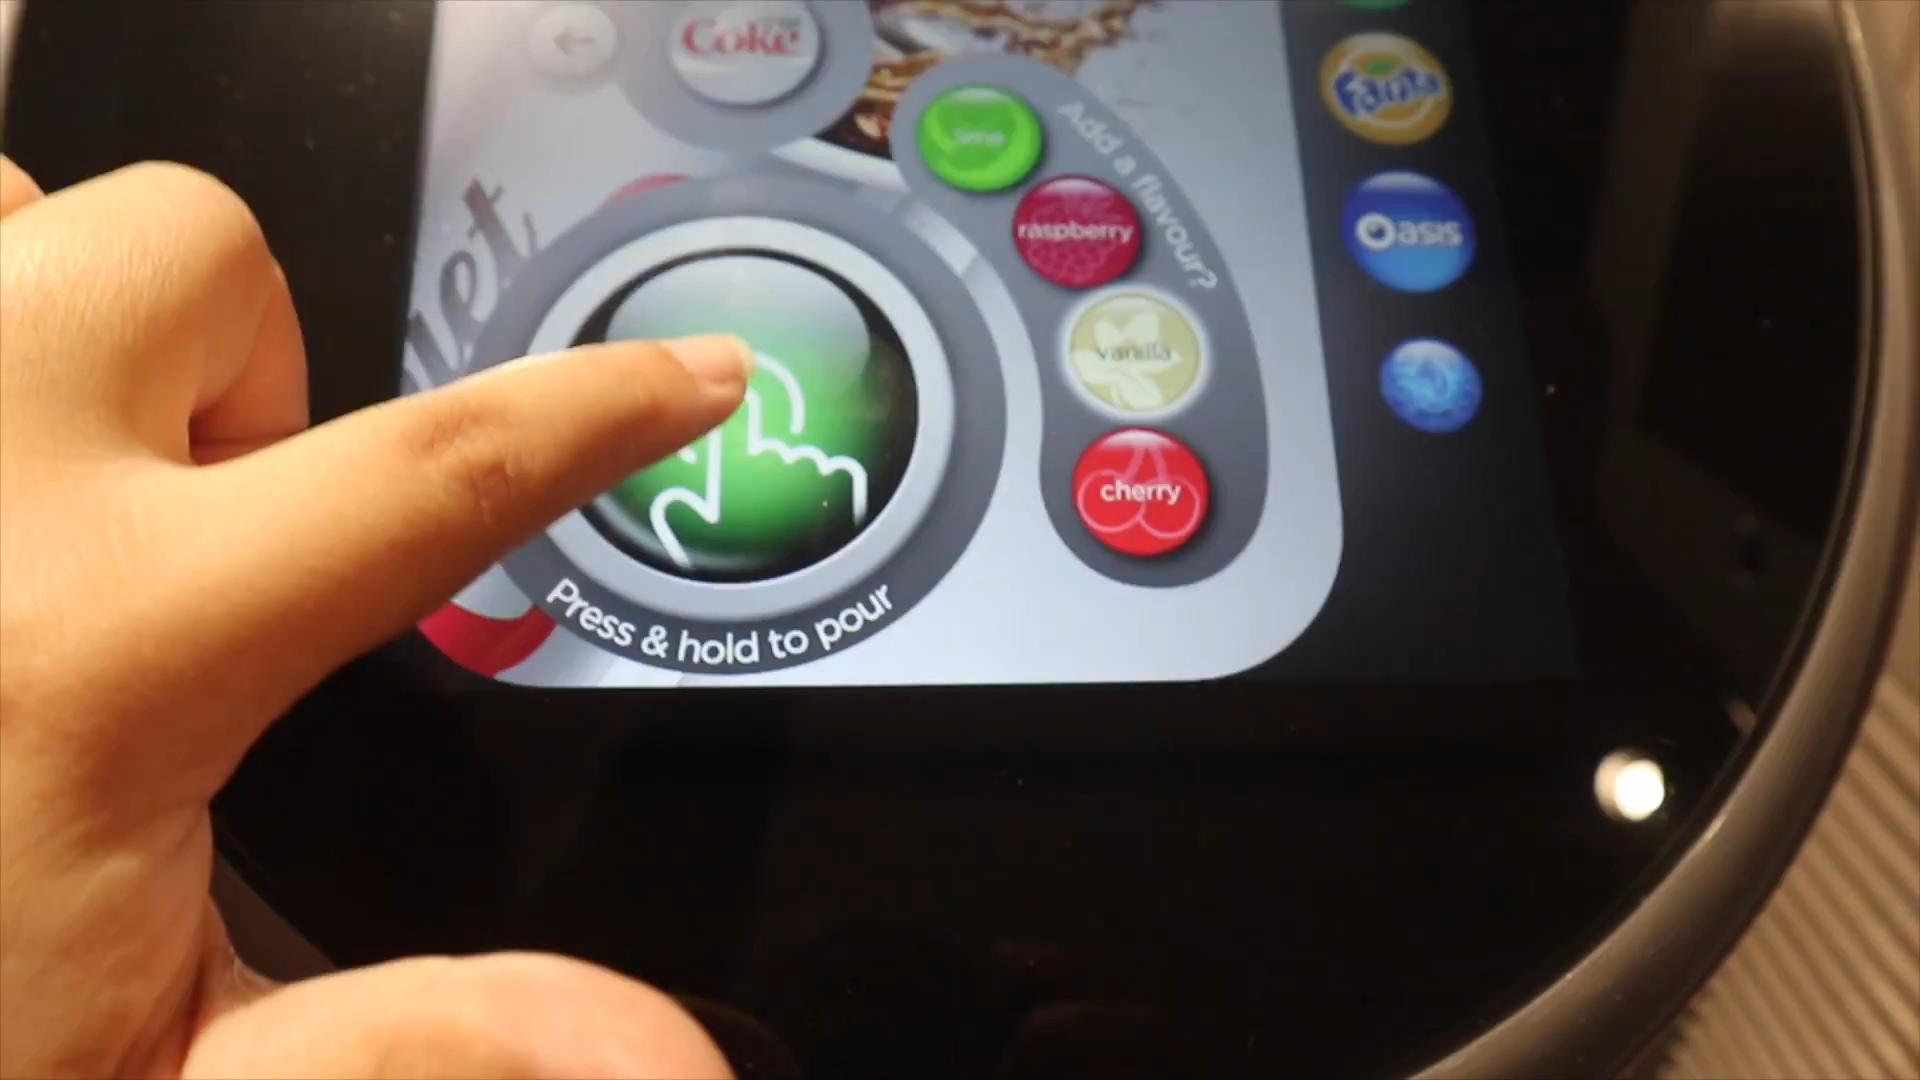 Coke
Fanta
lime
Add a flavour?
raspberry
Oasis
vanilla
cherry
Press & hold to pour